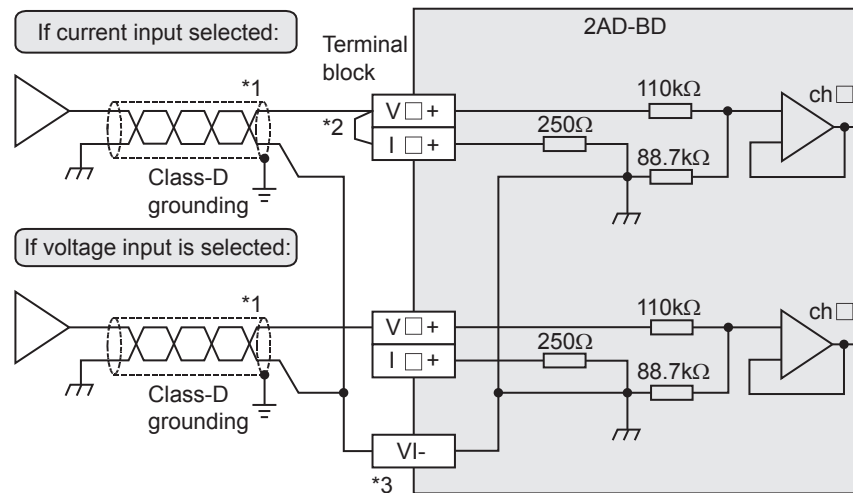 If current input selected:
2AD-BD
Terminal
block
*1
*2
V □ +
I □ +
110kΩ
ch □
250Ω
88.7kΩ
Class-D
grounding
If voltage input is selected:
*1
V □ +
I □ +
110kΩ
ch □
250Ω
88.7kΩ
Class-D
grounding
VI-
*3